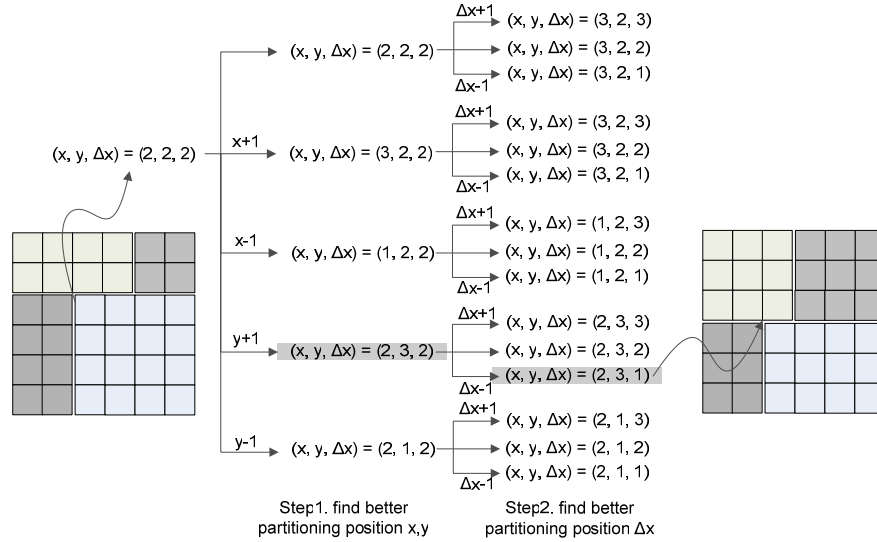 Δx+1
(x, y, Δx) = (3, 2, 3)
(x, y, Δx) = (2, 2, 2)
(x, y, Δx) = (3, 2, 2)
(x, y, Δx) = (3, 2, 1)
Δx-1
(x, y, Δx) = (2, 2, 2)
x+1
(x, y, Δx) = (3, 2, 2)
Δx+1
(x, y, Δx) = (3, 2, 3)
(x, y, Δx) = (3, 2, 2)
(x, y, Δx) = (3, 2, 1)
Δx-1
x-1
(x, y, Δx) = (1, 2, 2)
Δx+1
(x, y, Δx) = (1, 2, 3)
(x, y, Δx) = (1, 2, 2)
(x, y, Δx) = (1, 2, 1)
Δx-1
y+1
(x, y, Δx) = (2, 3, 2)
Δx+1
(x, y, Δx) = (2, 3, 3)
(x, y, Δx) = (2, 3, 2)
(x, y, Δx) = (2, 3, 1)
Δx-1
y-1
(x, y, Δx) = (2, 1, 2)
Δx+1
(x, y, Δx) = (2, 1, 3)
(x, y, Δx) = (2, 1, 2)
(x, y, Δx) = (2, 1, 1)
Δx-1
Step1. find better
partitioning position x,y
Step2. find better
partitioning position Δx